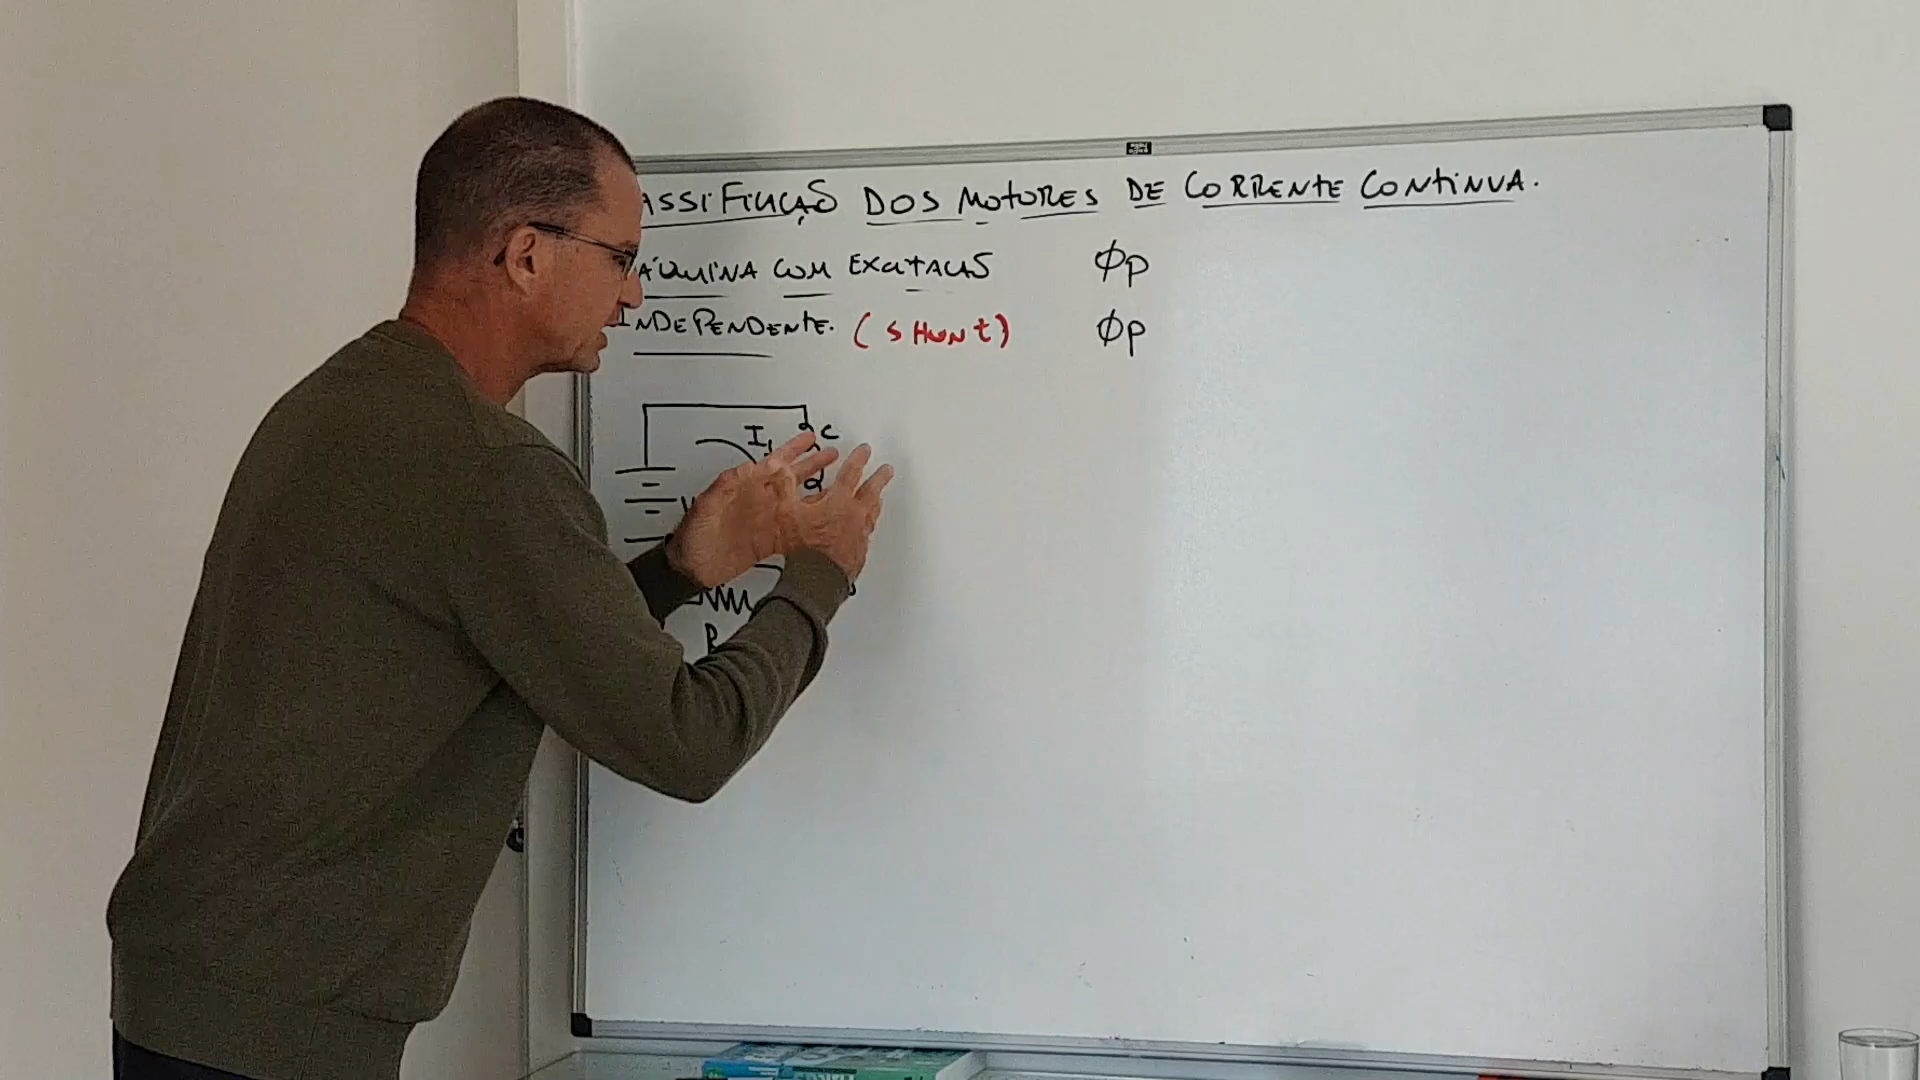 ASSIFICAÇÃO DOS MOTORES DE CORRENTE CONTINUA.
ÁQUINA COM EXCITAÇÃO ΦP
INDEPENDENTE. (SHUNT) ΦP
I C